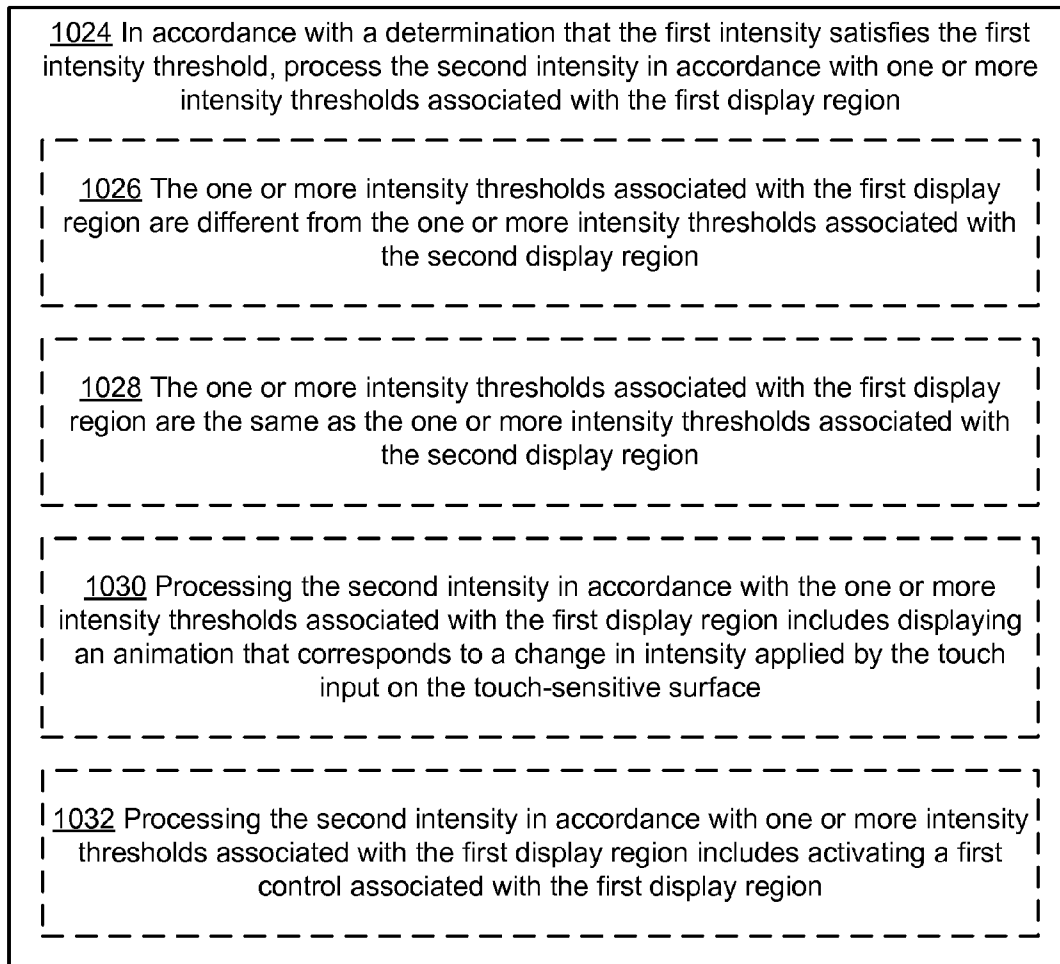 1024 In accordance with a determination that the first intensity satisfies the first
intensity threshold, process the second intensity in accordance with one or more
intensity thresholds associated with the first display region
1026 The one or more intensity thresholds associated with the first display
region are different from the one or more intensity thresholds associated with
the second display region
1028 The one or more intensity thresholds associated with the first display
region are the same as the one or more intensity thresholds associated with
the second display region
1030 Processing the second intensity in accordance with the one or more
intensity thresholds associated with the first display region includes displaying
an animation that corresponds to a change in intensity applied by the touch
input on the touch-sensitive surface
1032 Processing the second intensity in accordance with one or more intensity
thresholds associated with the first display region includes activating a first
control associated with the first display region